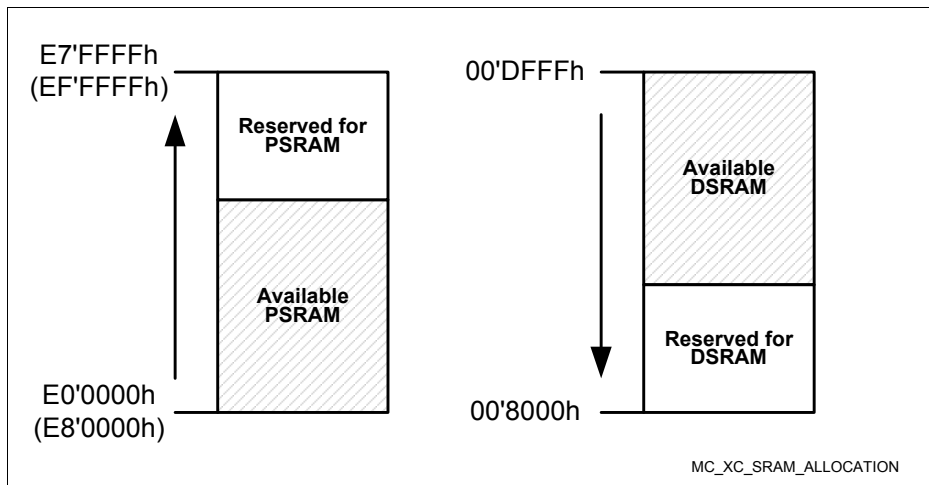 E7'FFFFh
(EF'FFFFh)
Reserved for
PSRAM
Available
PSRAM
E0'0000h
(E8'0000h)
00'DFFFh
Available
DSRAM
Reserved for
DSRAM
00'8000h
MC_XC_SRAM_ALLOCATION